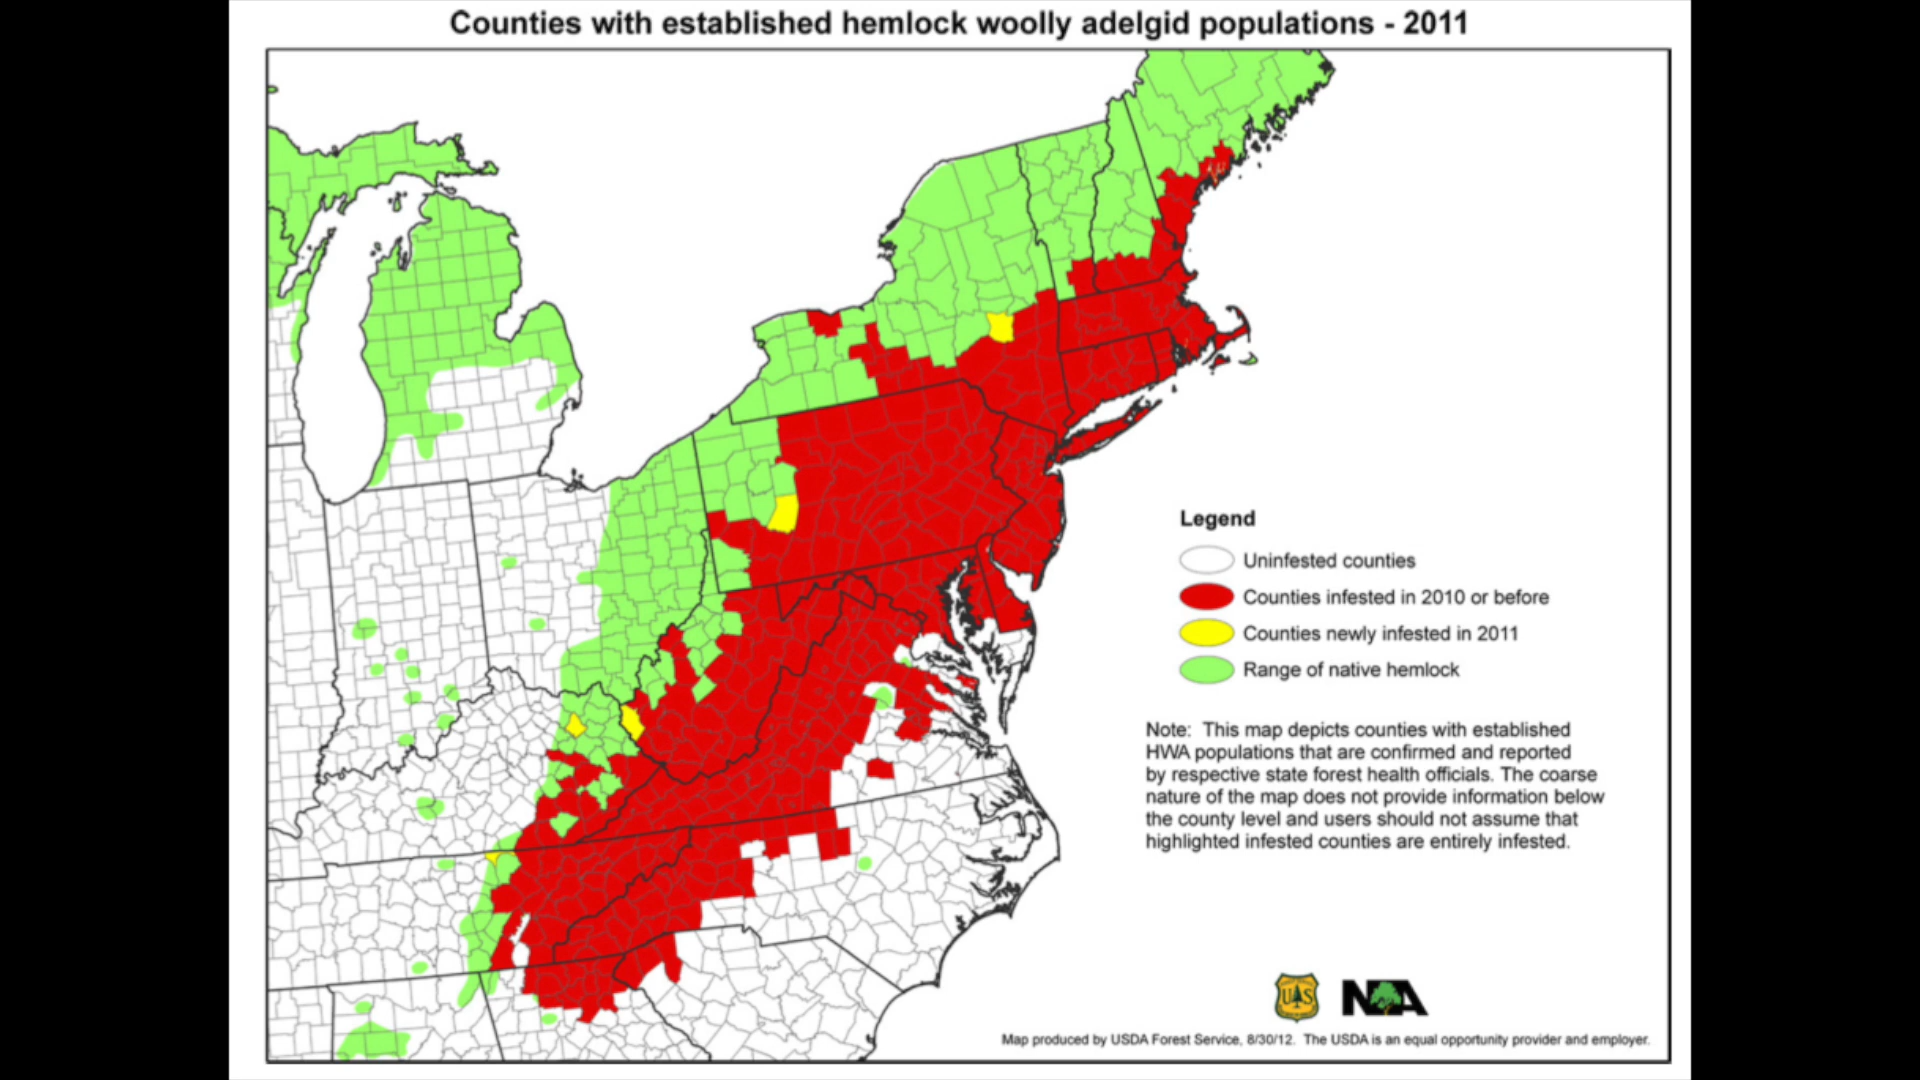 Counties with established hemlock woolly adelgid populations - 2011
Legend
Uninfested counties
Counties infested in 2010 or before
Counties newly infested in 2011
Range of native hemlock
Note: This map depicts counties with established
HWA populations that are confirmed and reported
by respective state forest health officials. The coarse
nature of the map does not provide information below
the county level and users should not assume that
highlighted infested counties are entirely infested.
U S
NA
Map produced by USDA Forest Service, 8/30/12. The USDA is an equal opportunity provider and employer.